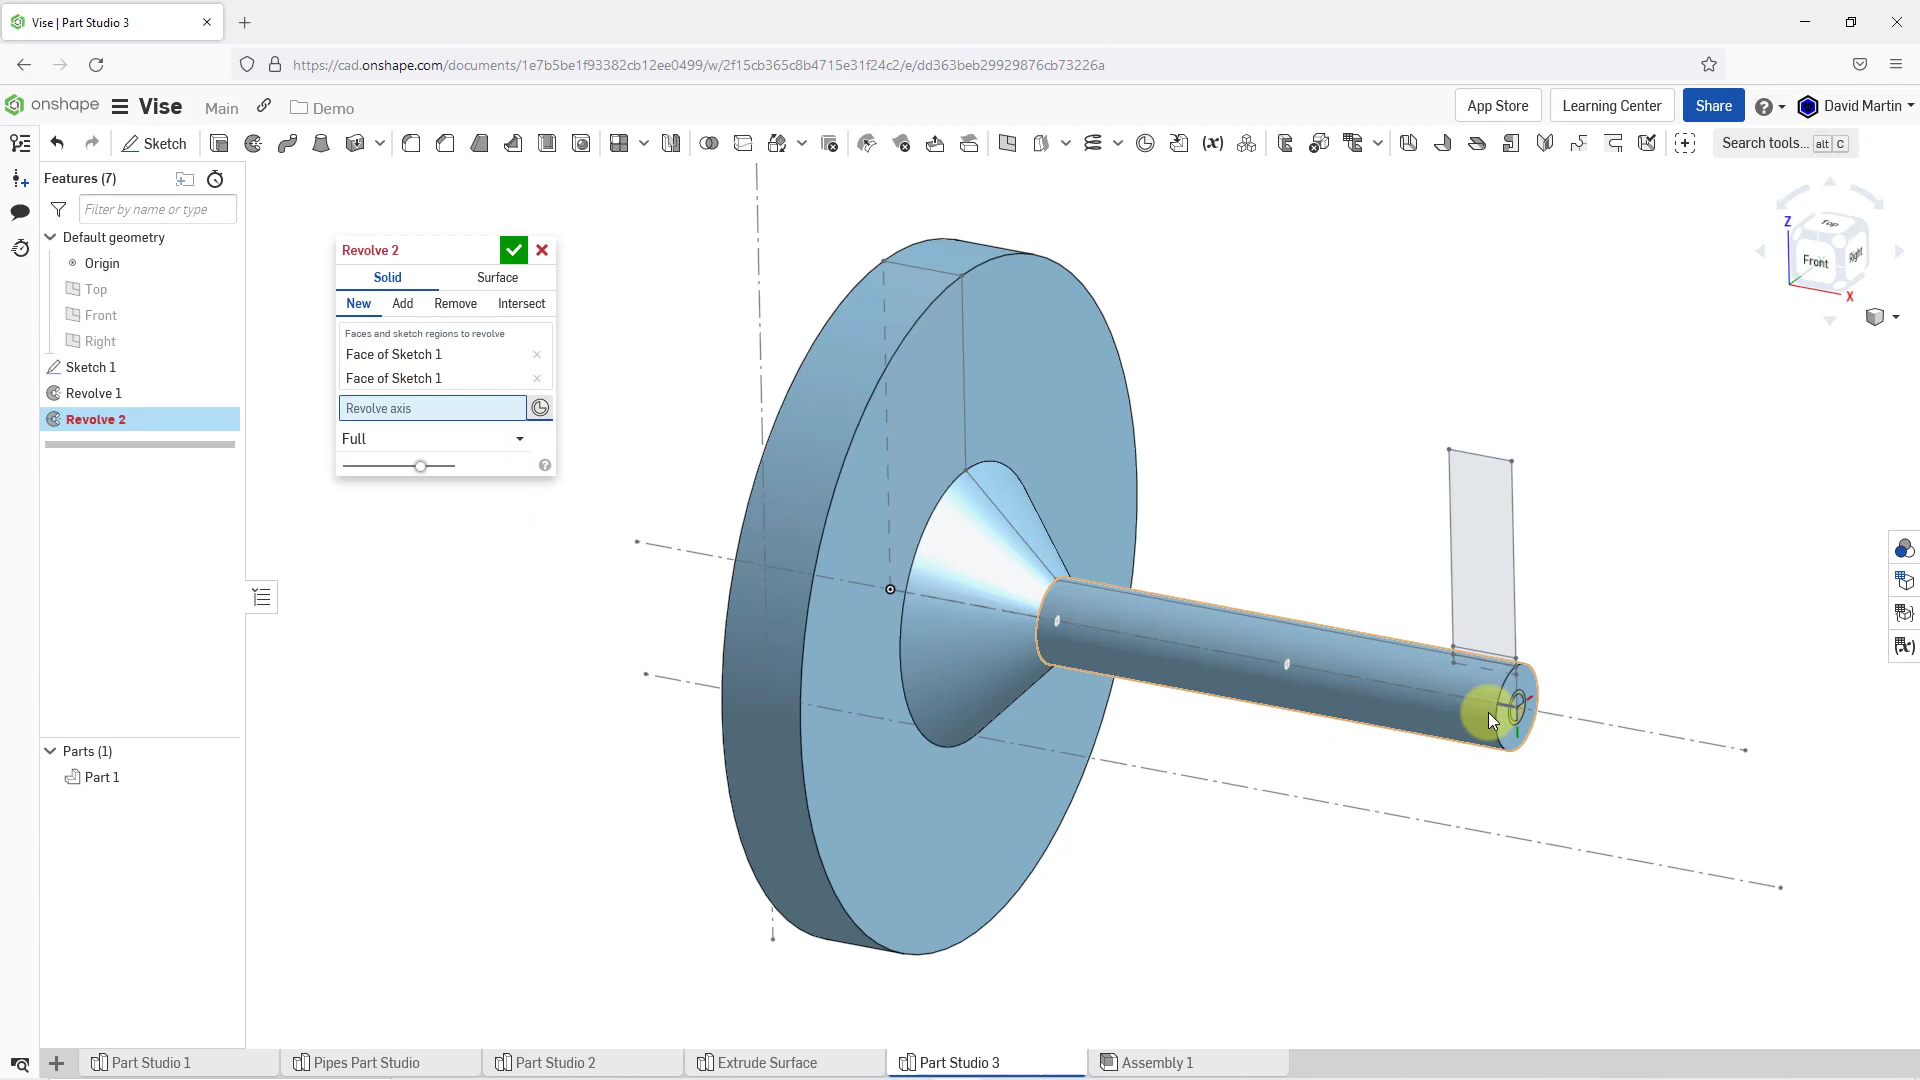 Vise | Part Studio 3
https://cad.onshape.com/documents/1e7b5be1f93382cb12ee0499/w/2f15cb365c8b4715e31f24c2/e/dd363beb29929876cb73226a
onshape Vise Main Demo App Store Learning Center Share ? David Martin
Sketch (x) Search tools... alt C
Features (7)
Filter by name or type
Default geometry
Origin
Top
Front
Right
Sketch 1
Revolve 1
Revolve 2
Parts (1)
Part 1
Revolve 2
Solid Surface
New Add Remove Intersect
Faces and sketch regions to revolve
Face of Sketch 1
Face of Sketch 1
Revolve axis
Full
?
Z
Top
Front Right
X
(x)
Part Studio 1 Pipes Part Studio Part Studio 2 Extrude Surface Part Studio 3 Assembly 1